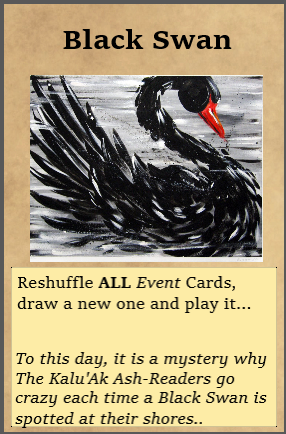 Black Swan
Reshuffle ALL Event Cards,
draw a new one and play it...
To this day, it is a mystery why
The Kalu'Ak Ash-Readers go
crazy each time a Black Swan is
spotted at their shores..